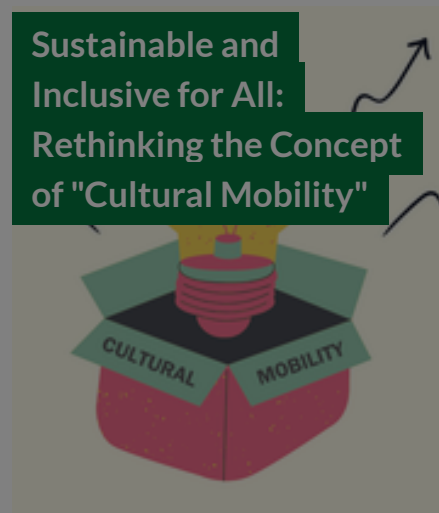 Sustainable and
Inclusive for All:
Rethinking the Concept
of "Cultural Mobility"
CULTURAL
MOBILITY